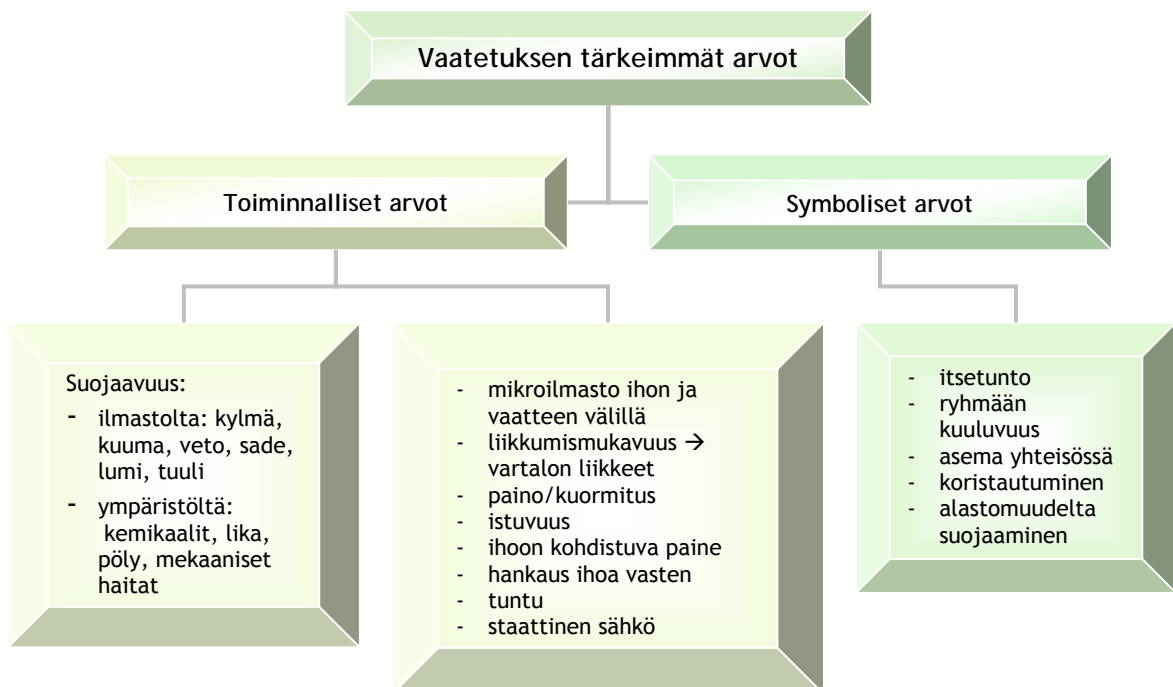 Vaatetuksen tärkeimmät arvot
Toiminnalliset arvot
Symboliset arvot
Suojaavuus:
- ilmastolta: kylmä,
kuuma, veto, sade,
lumi, tuuli
- ympäristöltä:
kemikaalit, lika,
pöly, mekaaniset
haitat
- mikroilmasto ihon ja
vaatteen välillä
- liikkumismukavuus →
vartalon liikkeet
- paino/kuormitus
- istuvuus
- ihoon kohdistuva paine
- hankaus ihoa vasten
- tuntu
- staattinen sähkö
- itsetunto
- ryhmään
kuuluvuus
- asema yhteisössä
- koristautuminen
- alastomuudelta
suojaaminen